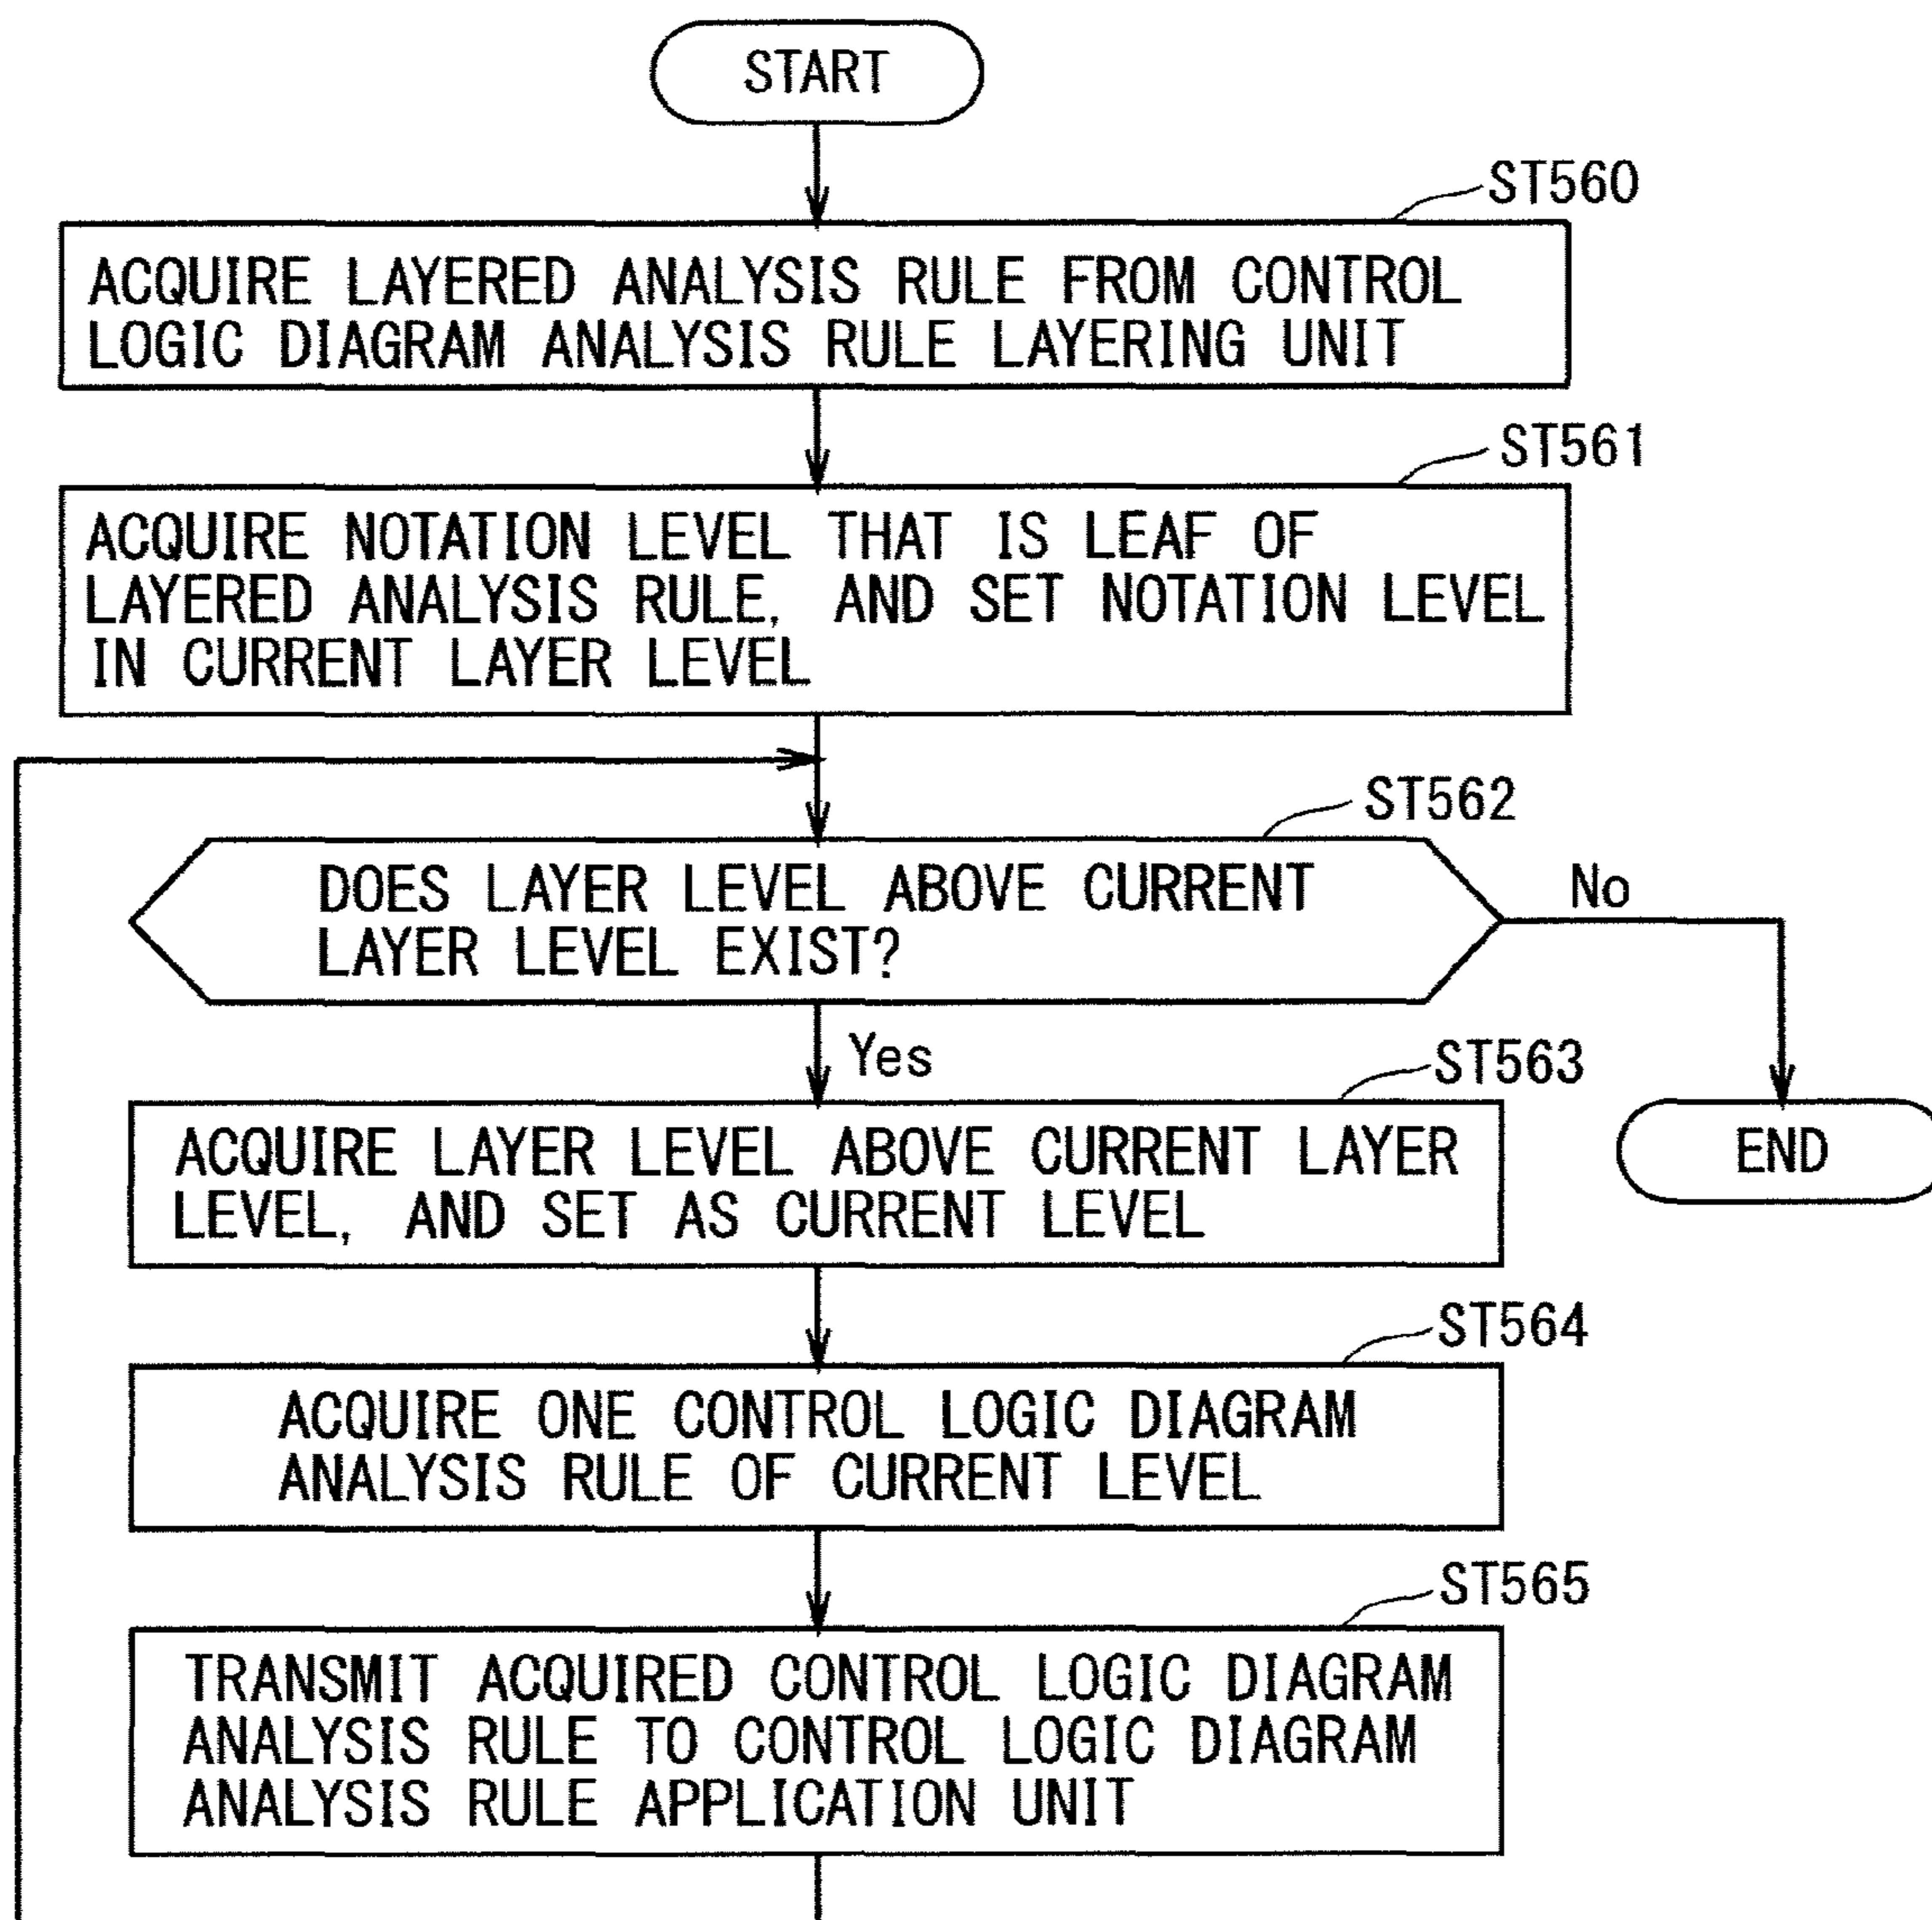 START
ST560
ACQUIRE LAYERED ANALYSIS RULE FROM CONTROL
LOGIC DIAGRAM ANALYSIS RULE LAYERING UNIT
ST561
ACQUIRE NOTATION LEVEL THAT IS LEAF OF
LAYERED ANALYSIS RULE, AND SET NOTATION LEVEL
IN CURRENT LAYER LEVEL
ST562
DOES LAYER LEVEL ABOVE CURRENT
LAYER LEVEL EXIST?
No
Yes
ST563
ACQUIRE LAYER LEVEL ABOVE CURRENT LAYER
LEVEL, AND SET AS CURRENT LEVEL
END
ST564
ACQUIRE ONE CONTROL LOGIC DIAGRAM
ANALYSIS RULE OF CURRENT LEVEL
ST565
TRANSMIT ACQUIRED CONTROL LOGIC DIAGRAM
ANALYSIS RULE TO CONTROL LOGIC DIAGRAM
ANALYSIS RULE APPLICATION UNIT